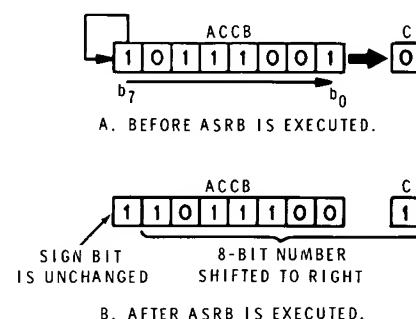 ACCB C
1 0 1 1 1 0 0 1 0
b7 b0
A. BEFORE ASRB IS EXECUTED.
ACCB C
1 1 0 1 1 1 0 0 1
SIGN BIT
IS UNCHANGED
8-BIT NUMBER
SHIFTED TO RIGHT
B. AFTER ASRB IS EXECUTED.